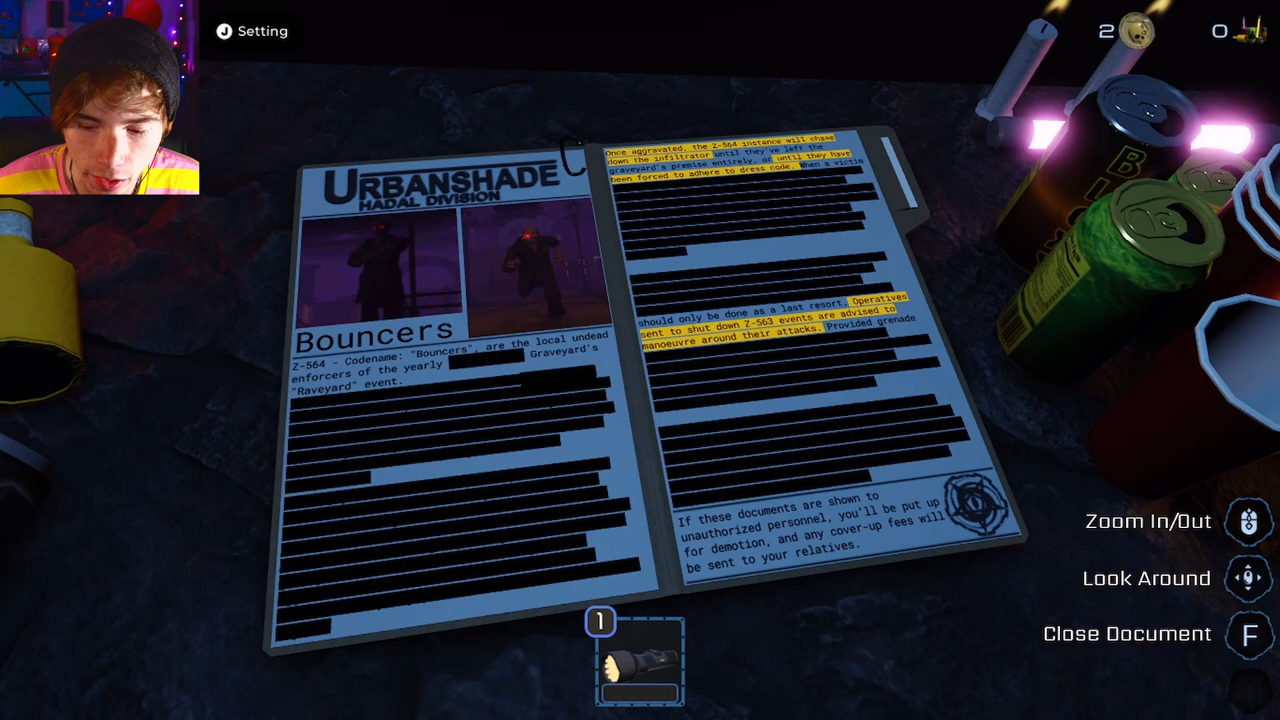 J Setting
2
0
URBANSHADE
HADAL DIVISION
Bouncers
Z-564 - Codename: "Bouncers", are the local undead
enforcers of the yearly Graveyard's
"Raveyard" event.
Once aggravated, the Z-564 instance will chase
down the infiltrator until they've left the
graveyard's premise entirely, or until they have
been forced to adhere to dress code. When a victim
should only be done as a last resort. Operatives
sent to shut down Z-563 events are advised to
manoeuvre around their attacks. Provided grenade
If these documents are shown to
unauthorized personnel, you'll be put up
for demotion, and any cover-up fees will
be sent to your relatives.
Zoom In/Out
Look Around
Close Document F
1